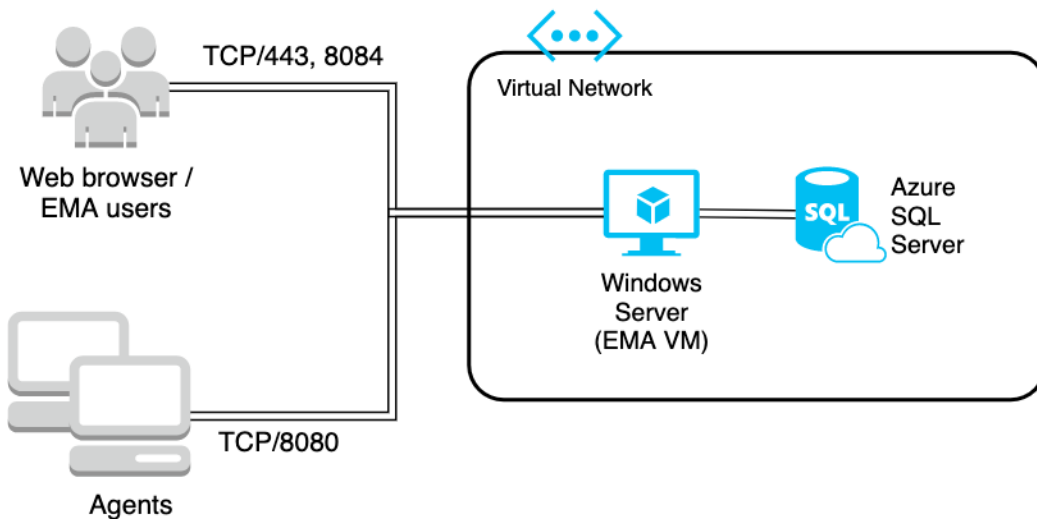 TCP/443, 8084
Virtual Network
Web browser /
EMA users
Azure
SQL
Server
SQL
Windows
Server
(EMA VM)
TCP/8080
Agents